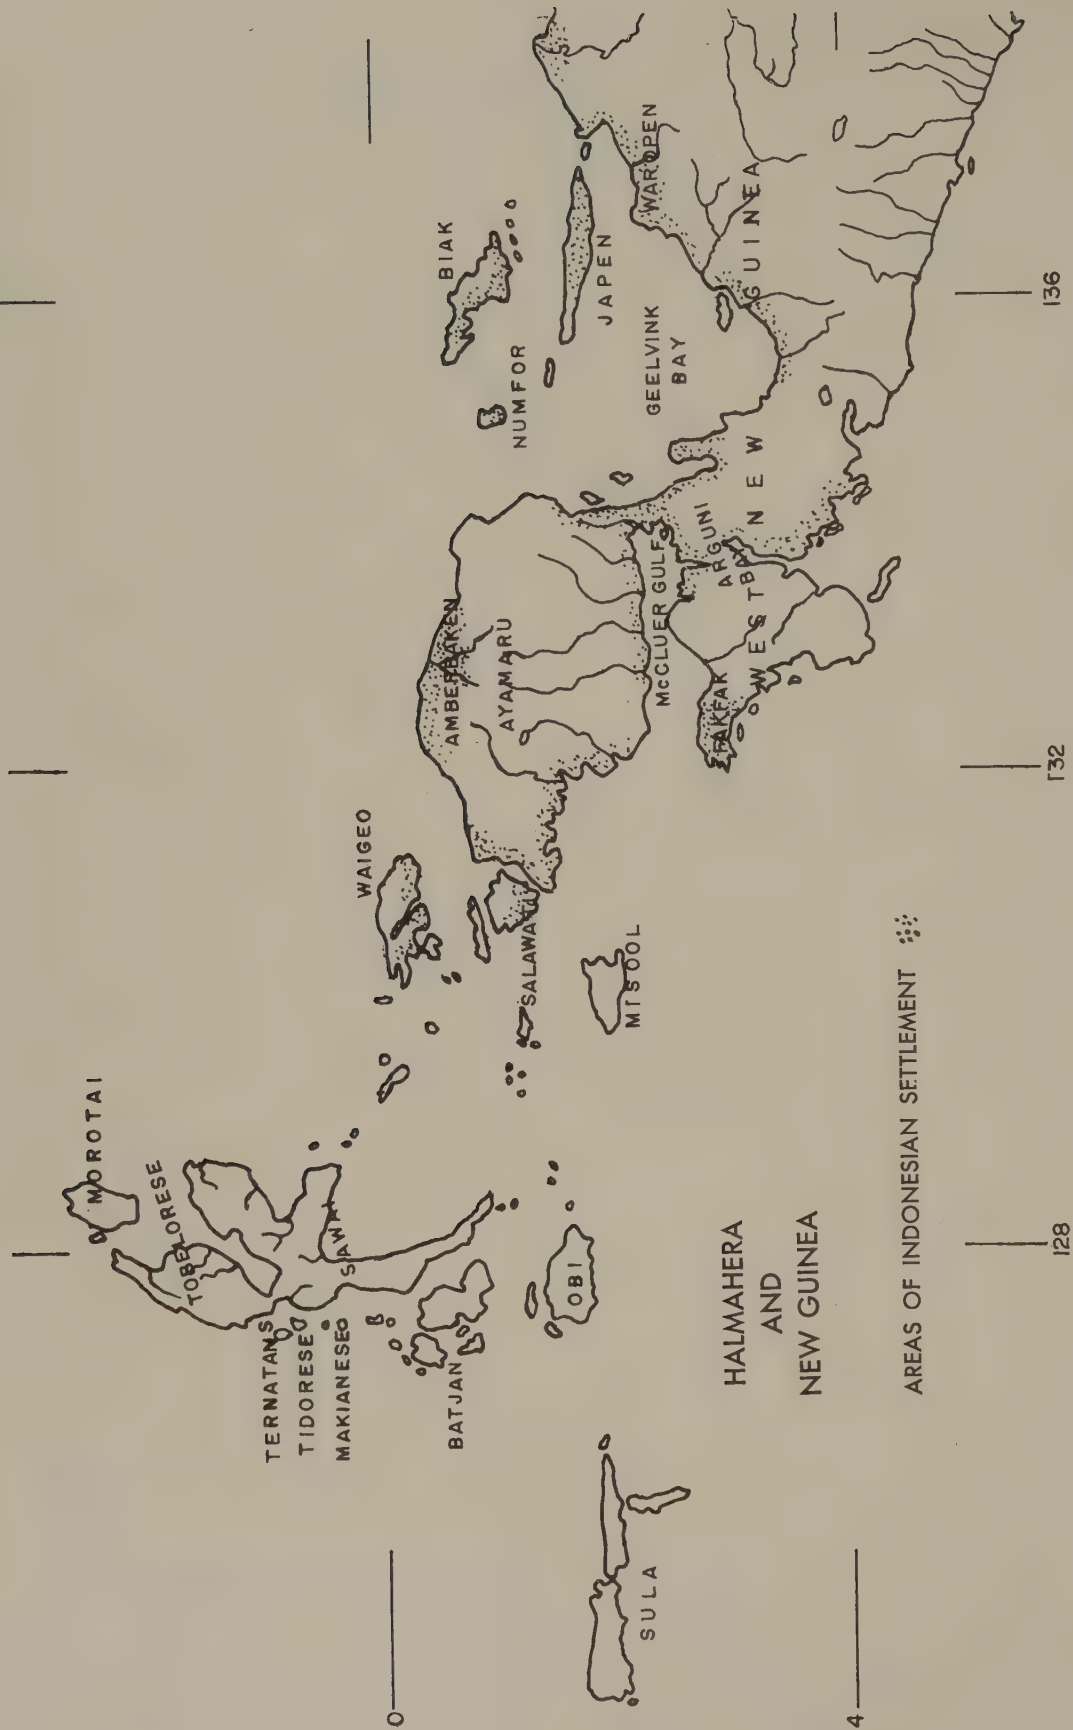 MOROTAI
TOBELORESE
TERNATANS
TIDORESE
SAWAI
MAKIANESE
BATJAN
OBI
SULA
WAIGEO
SALAWATI
MISOOL
AMBERBAKEN
AYAMARU
McCLUER GULF
FAKFAK
ARGUNI
BAY
WEST NEW GUINEA
BIAK
NUMFOR
JAPEN
WAROPEN
GEELVINK
BAY
0
4
128
132
136
HALMAHERA
AND
NEW GUINEA
AREAS OF INDONESIAN SETTLEMENT